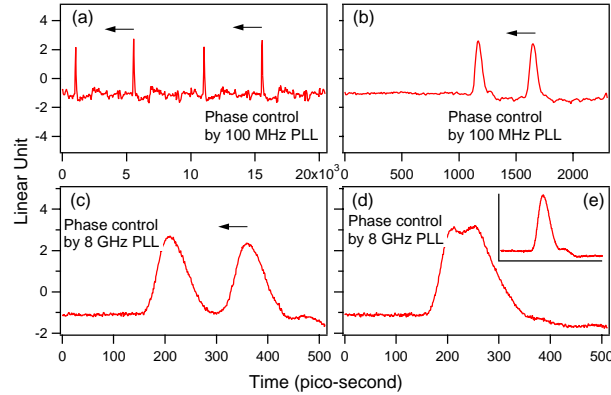 (a)
(b)
4
2
0
-2
-4
Phase control
by 100 MHz PLL
Phase control
by 100 MHz PLL
0
5
10
15
20x10³
0
500
1000
1500
2000
Linear Unit
(c)
(d)
(e)
4
2
0
-2
Phase control
by 8 GHz PLL
Phase control
by 8 GHz PLL
0
100
200
300
400
500
0
100
200
300
400
500
Time (pico-second)